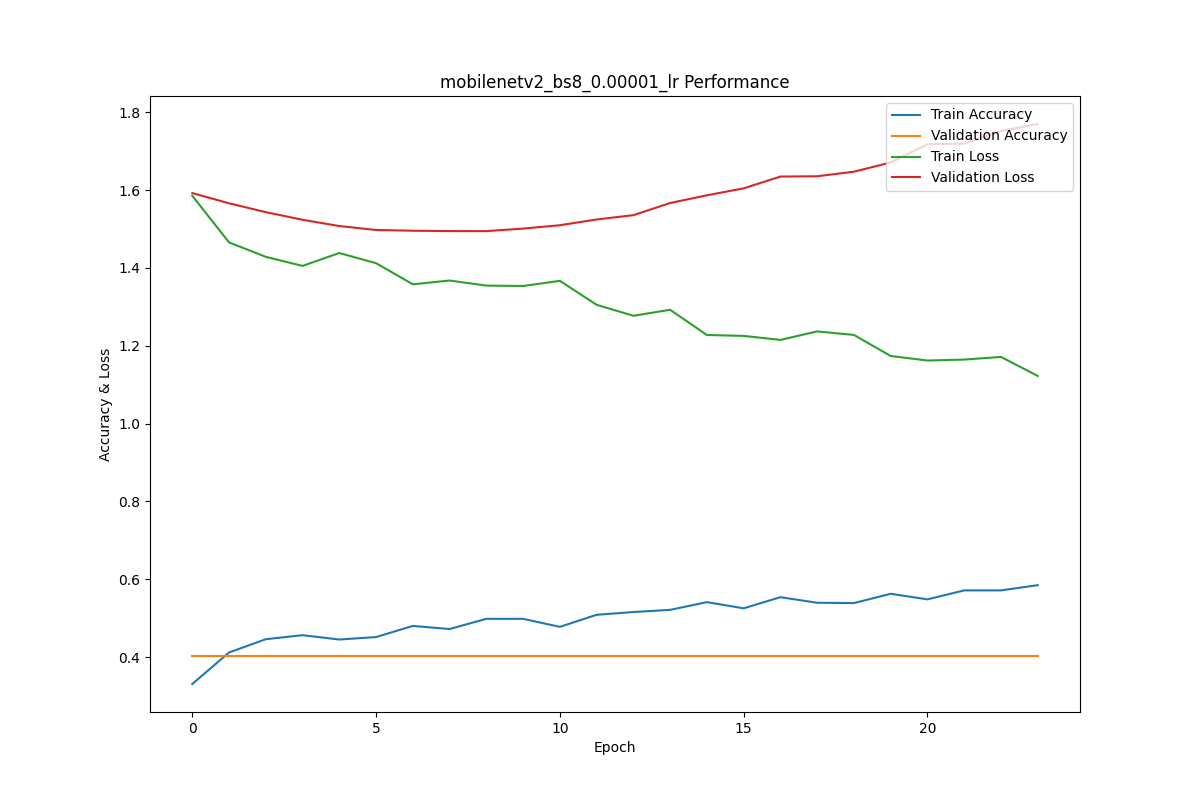 mobilenetv2_bs8_0.00001_lr Performance
1.8
1.6
1.4
1.2
1.0
0.8
0.6
0.4
Accuracy & Loss
Train Accuracy
Validation Accuracy
Train Loss
Validation Loss
0
5
10
15
20
Epoch